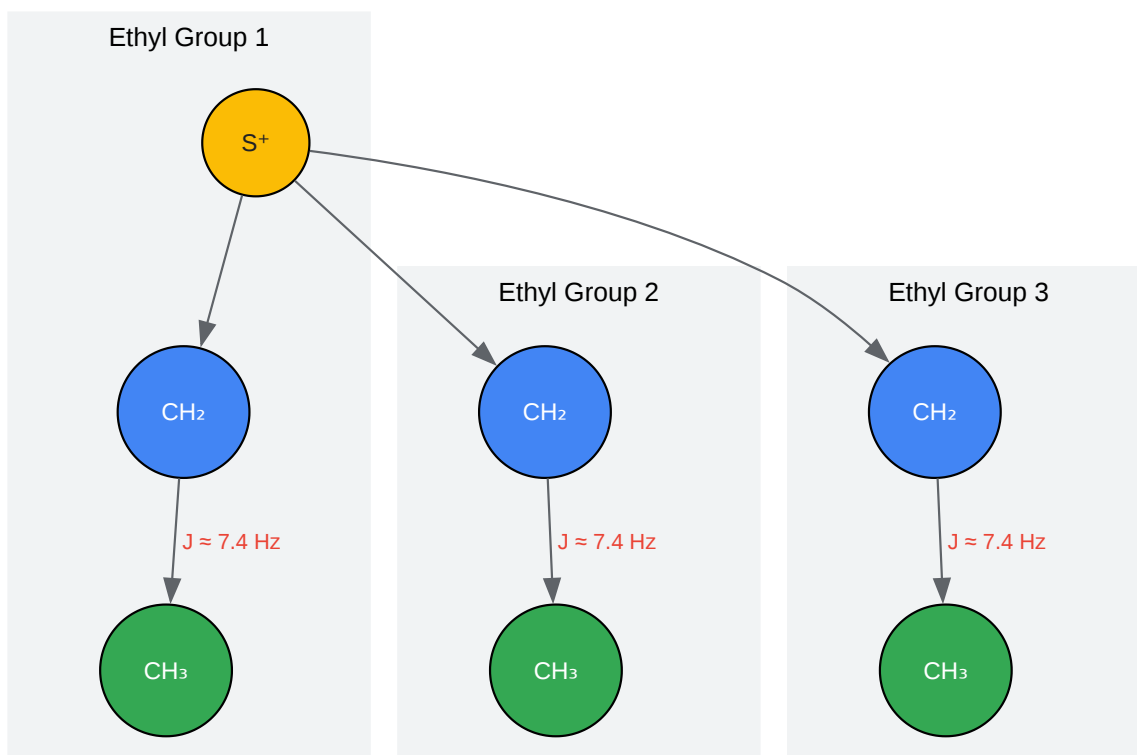 Ethyl Group 1
S⁺
Ethyl Group 2
Ethyl Group 3
CH₂
CH₂
CH₂
J ≈ 7.4 Hz
J ≈ 7.4 Hz
J ≈ 7.4 Hz
CH₃
CH₃
CH₃